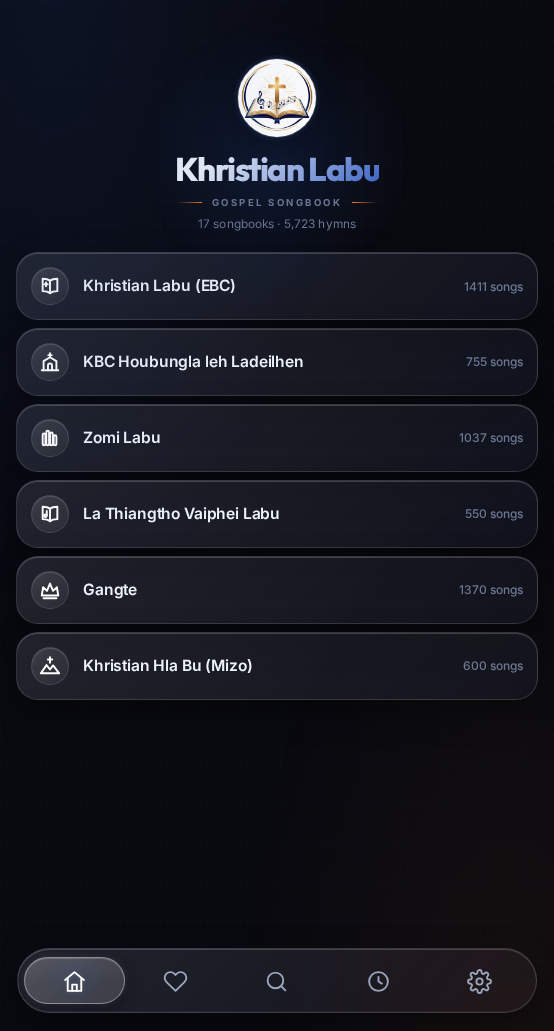 Khristian Labu
GOSPEL SONGBOOK
17 songbooks · 5,723 hymns
Khristian Labu (EBC)
1411 songs
KBC Houbungla leh Ladeilhen
755 songs
Zomi Labu
1037 songs
La Thiangtho Vaiphei Labu
550 songs
Gangte
1370 songs
Khristian Hla Bu (Mizo)
600 songs